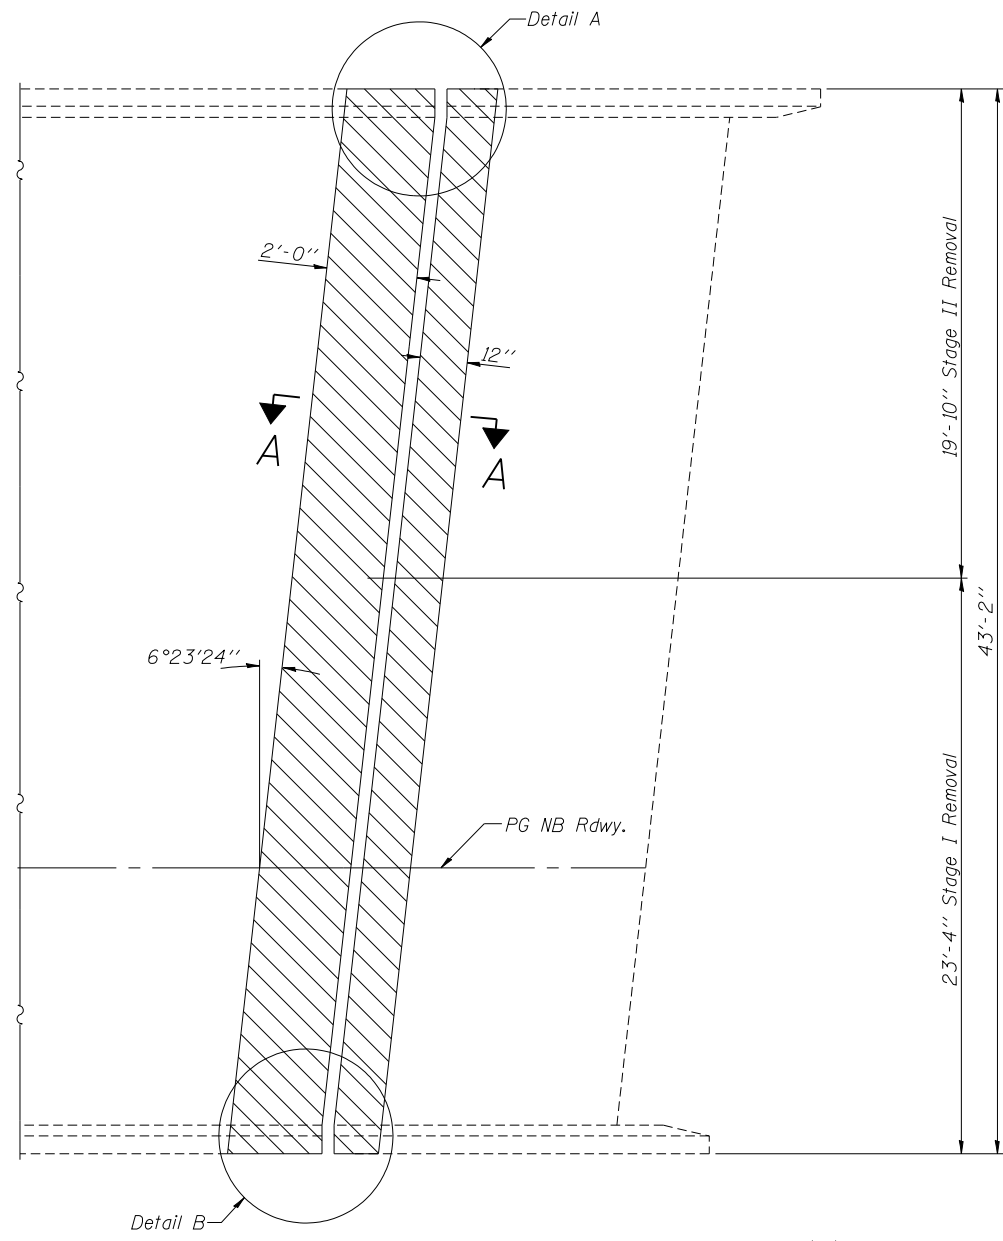 Detail A
2'-0"
12"
A
A
19'-10" Stage II Removal
43'-2"
6°23'24"
23'-4" Stage I Removal
PG NB Rdwy.
Detail B